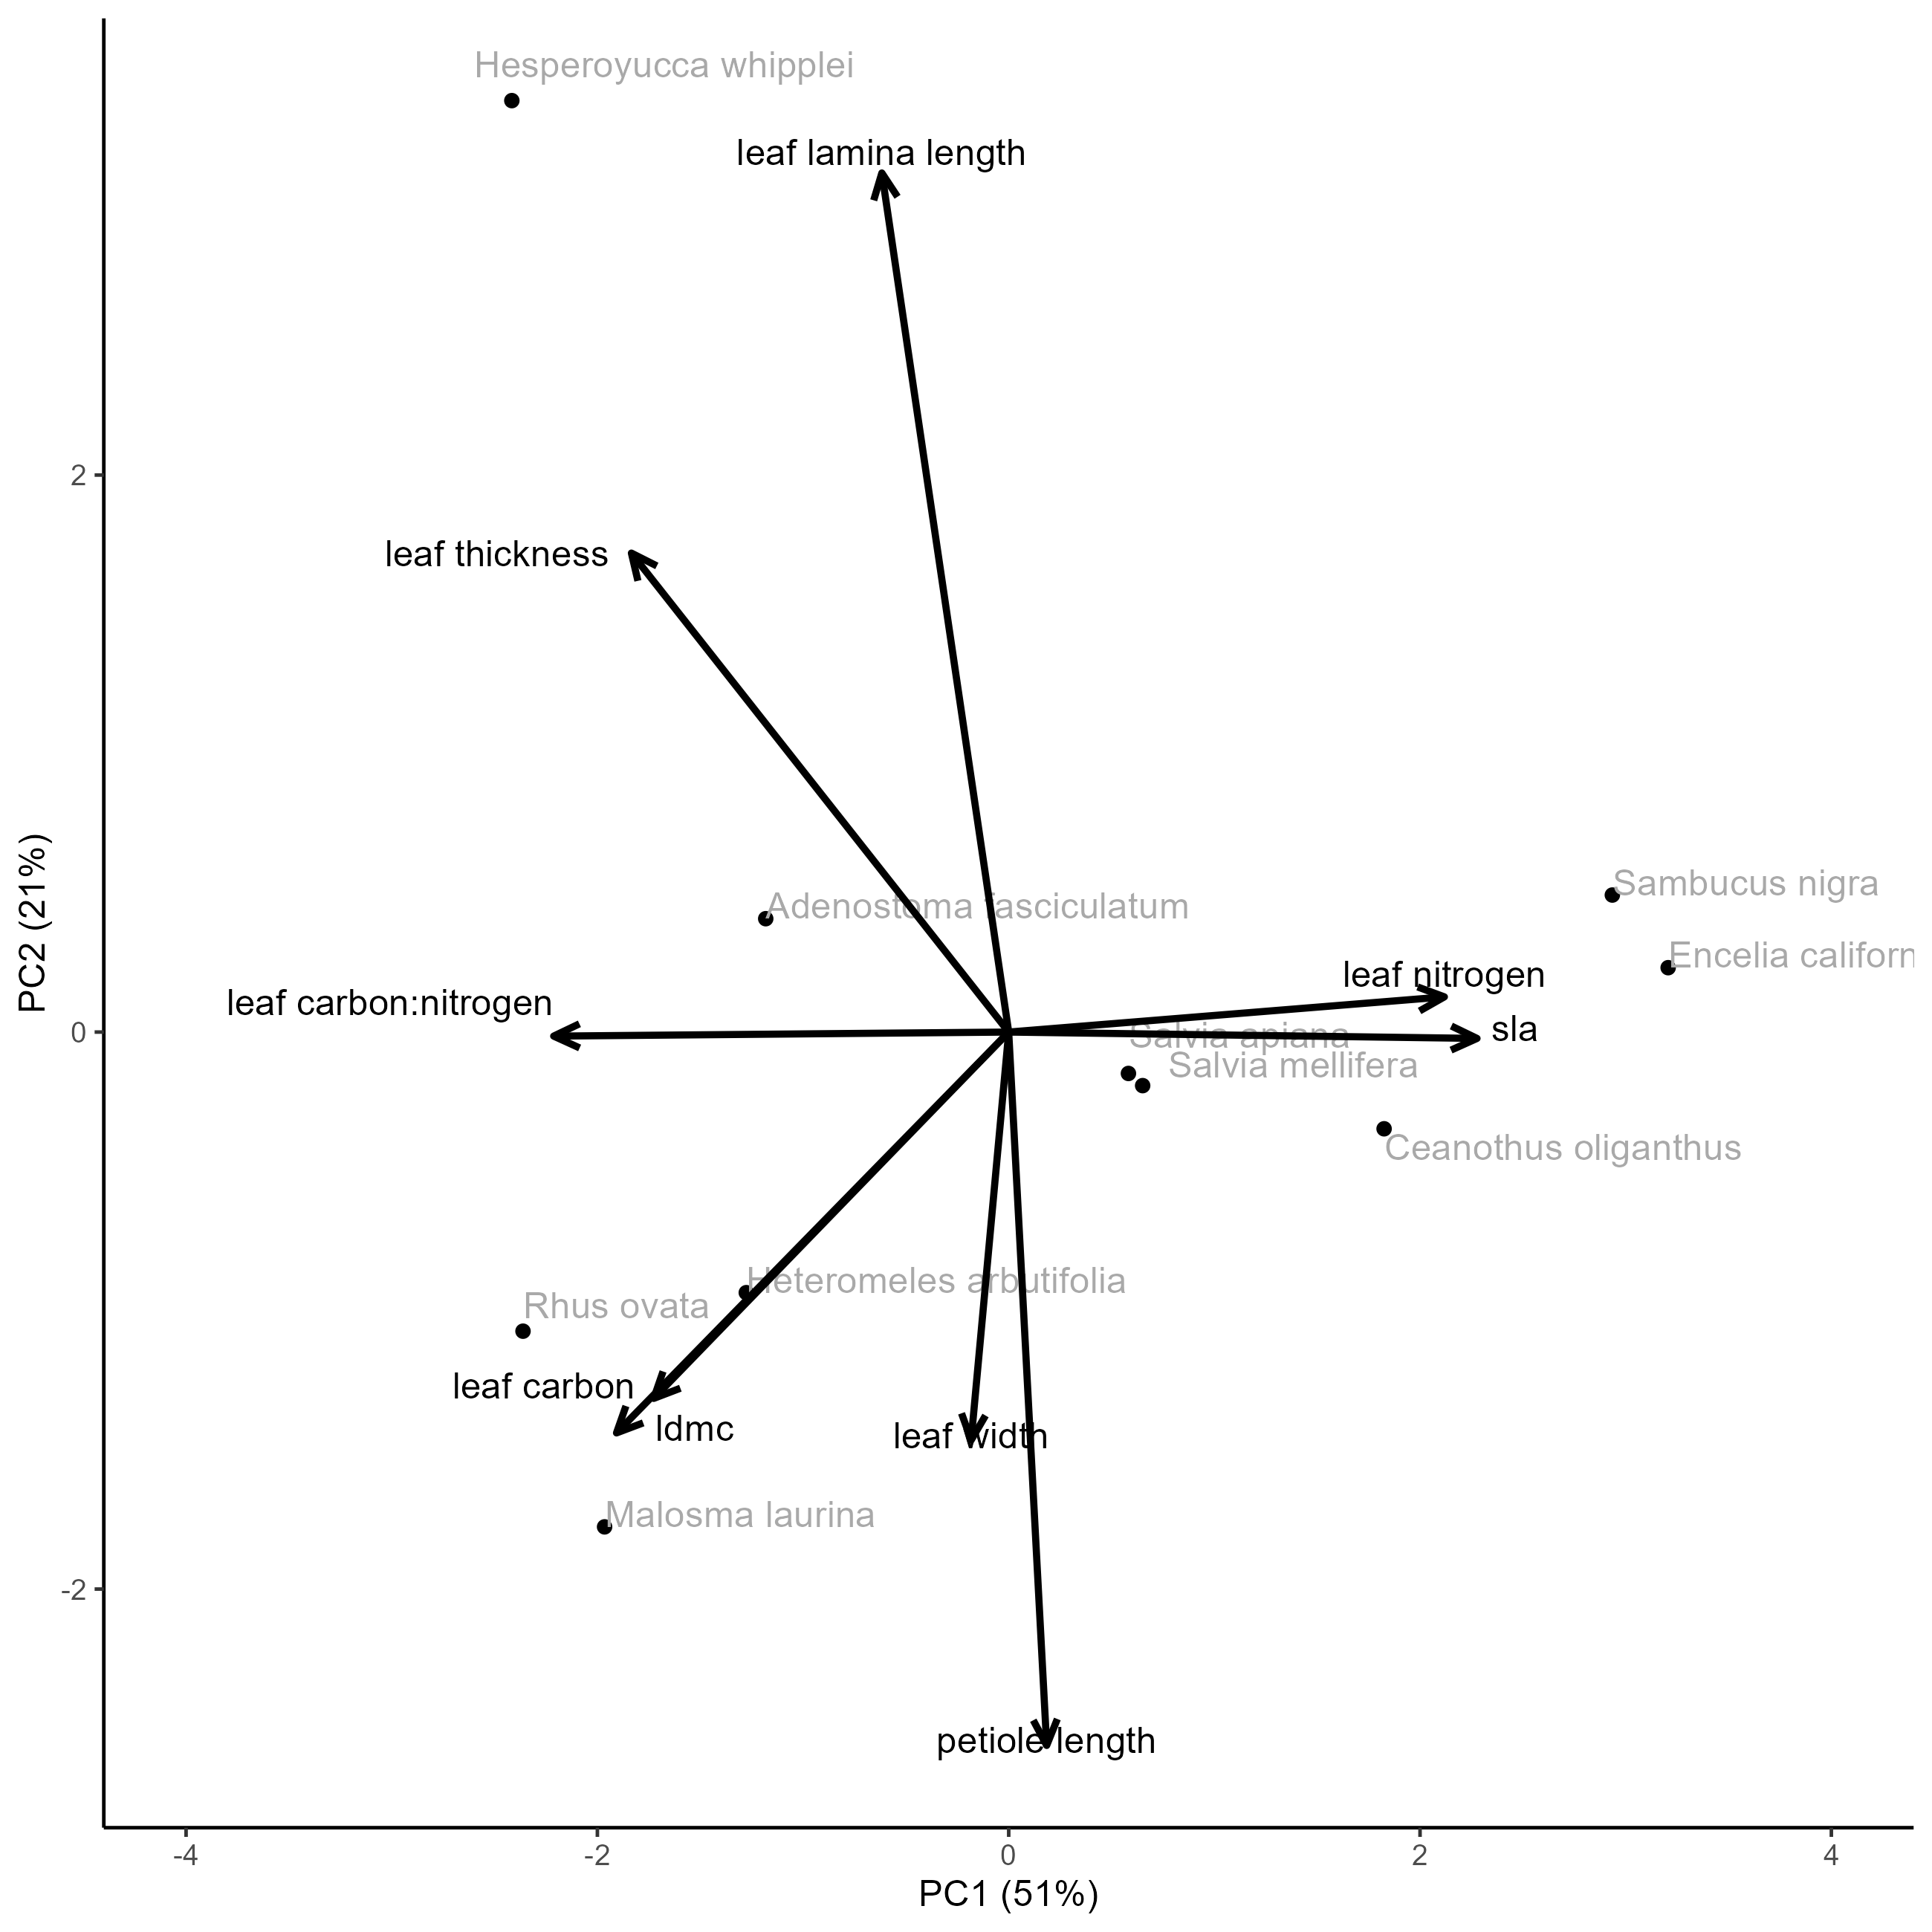 Hesperoyucca whipplei
leaf lamina length
2
leaf thickness
Sambucus nigra
Adenostoma fasciculatum
Encelia californ
leaf nitrogen
leaf carbon:nitrogen
0
sla
Salvia apiana
Salvia mellifera
Ceanothus oliganthus
PC2 (21%)
Heteromeles arbutifolia
Rhus ovata
leaf carbon
ldmc
leaf width
Malosma laurina
-2
petiole length
-4
-2
0
2
4
PC1 (51%)